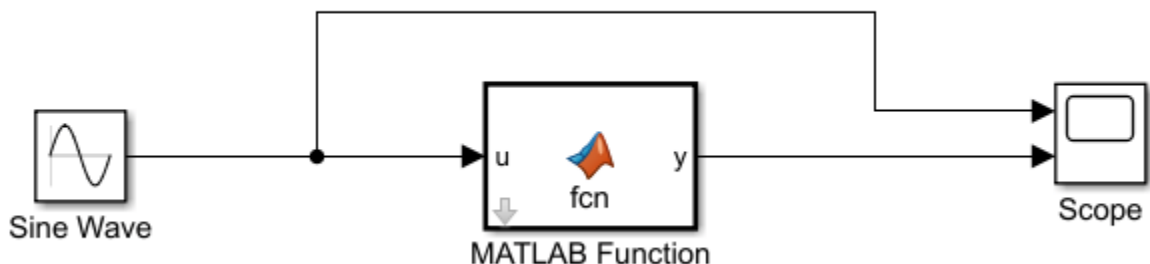 u
y
fcn
Sine Wave
Scope
MATLAB Function